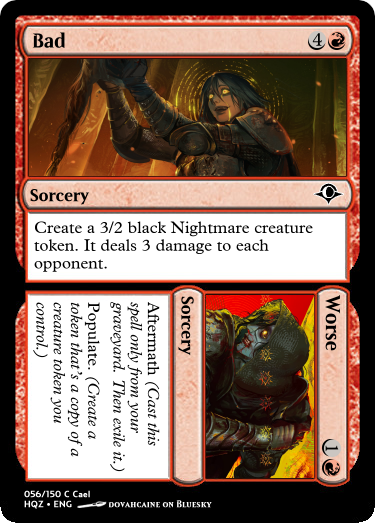 Bad
4
Sorcery
Create a 3/2 black Nightmare creature
token. It deals 3 damage to each
opponent.
Worse
1
Sorcery
Aftermath (Cast this
spell only from your
graveyard. Then exile it.)
Populate. (Create a
token that's a copy of a
creature token you
control.)
056/150 C Cael
HQZ • ENG DOVAHCAINE ON BLUESKY